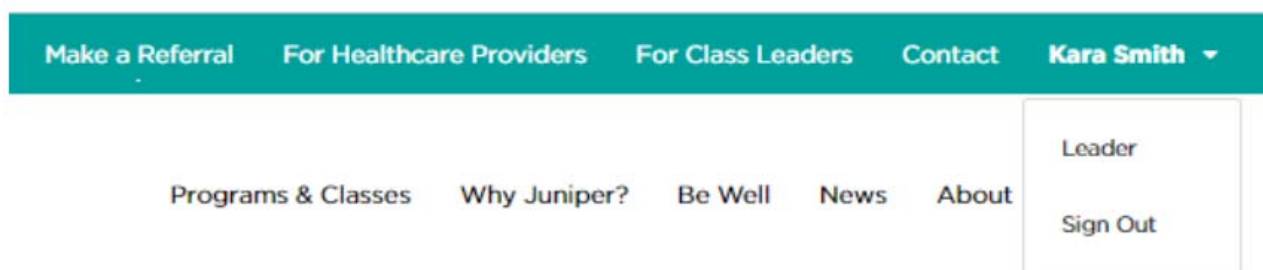 Make a Referral For Healthcare Providers For Class Leaders Contact Kara Smith
Leader
Programs & Classes Why Juniper? Be Well News About
Sign Out